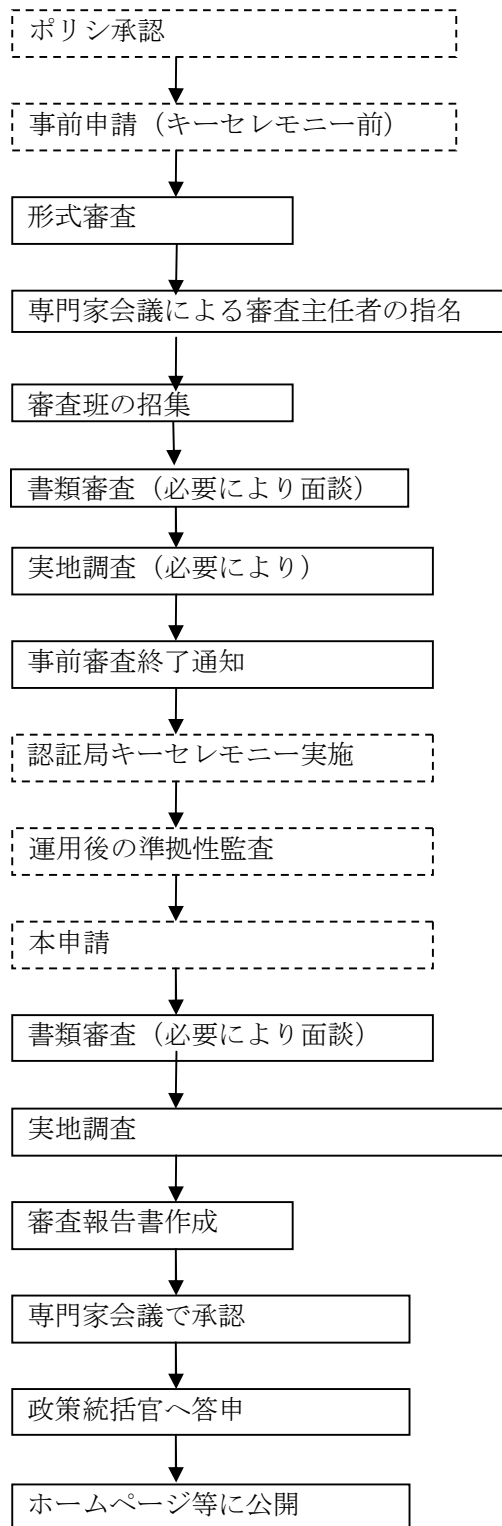 ポリシ承認
事前申請（キーセレモニー前）
形式審査
専門家会議による審査主任者の指名
審査班の招集
書類審査（必要により面談）
実地調査（必要により）
事前審査終了通知
認証局キーセレモニー実施
運用後の準拠性監査
本申請
書類審査（必要により面談）
実地調査
審査報告書作成
専門家会議で承認
政策統括官へ答申
ホームページ等に公開